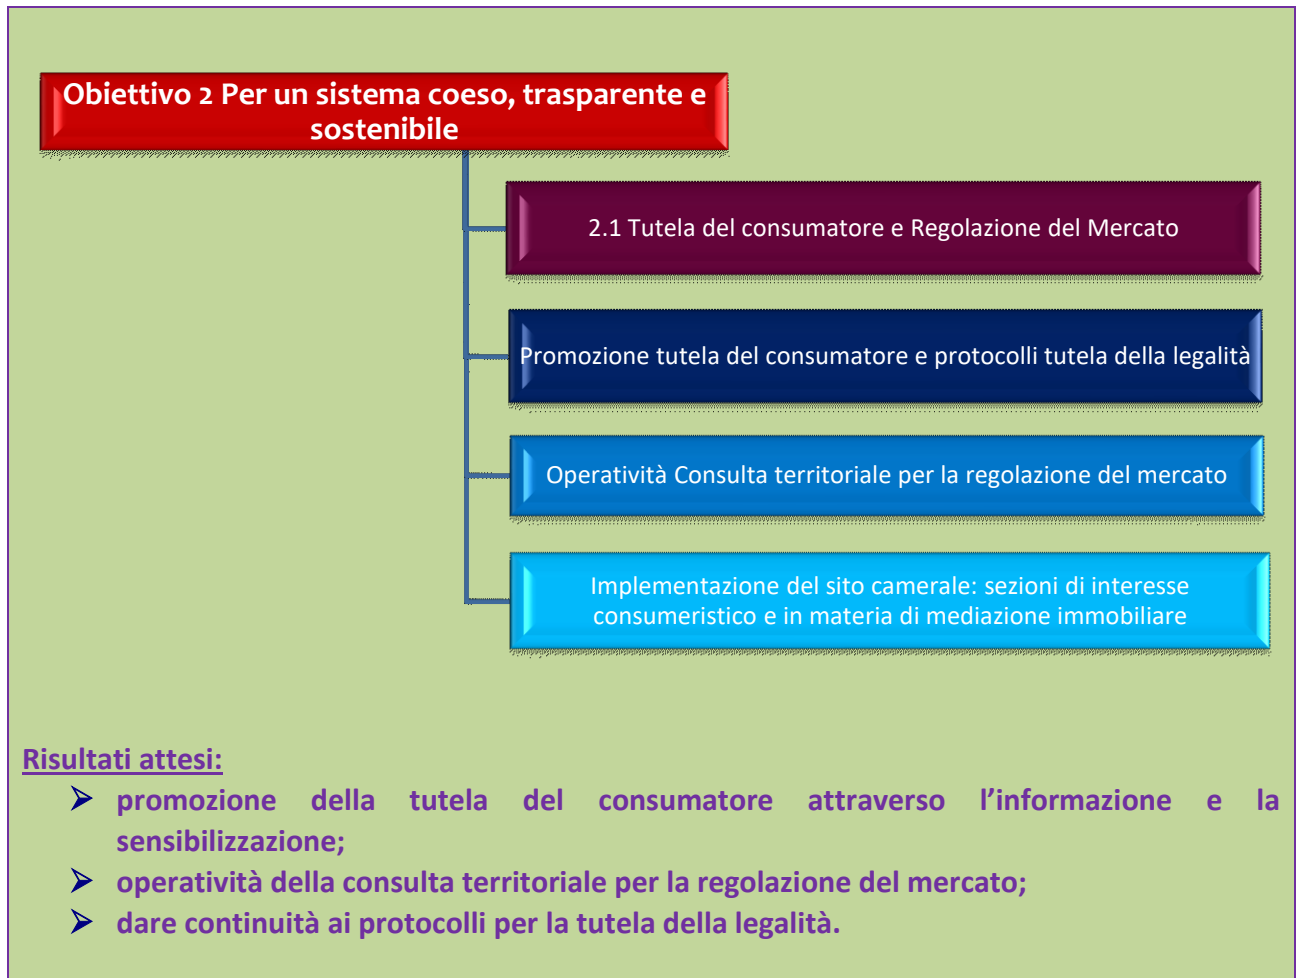 Obiettivo 2 Per un sistema coeso, trasparente e
sostenibile
2.1 Tutela del consumatore e Regolazione del Mercato
Promozione tutela del consumatore e protocolli tutela della legalità
Operatività Consulta territoriale per la regolazione del mercato
Implementazione del sito camerale: sezioni di interesse
consumeristico e in materia di mediazione immobiliare
Risultati attesi:
➢ promozione della tutela del consumatore attraverso l’informazione e la
sensibilizzazione;
➢ operatività della consulta territoriale per la regolazione del mercato;
➢ dare continuità ai protocolli per la tutela della legalità.